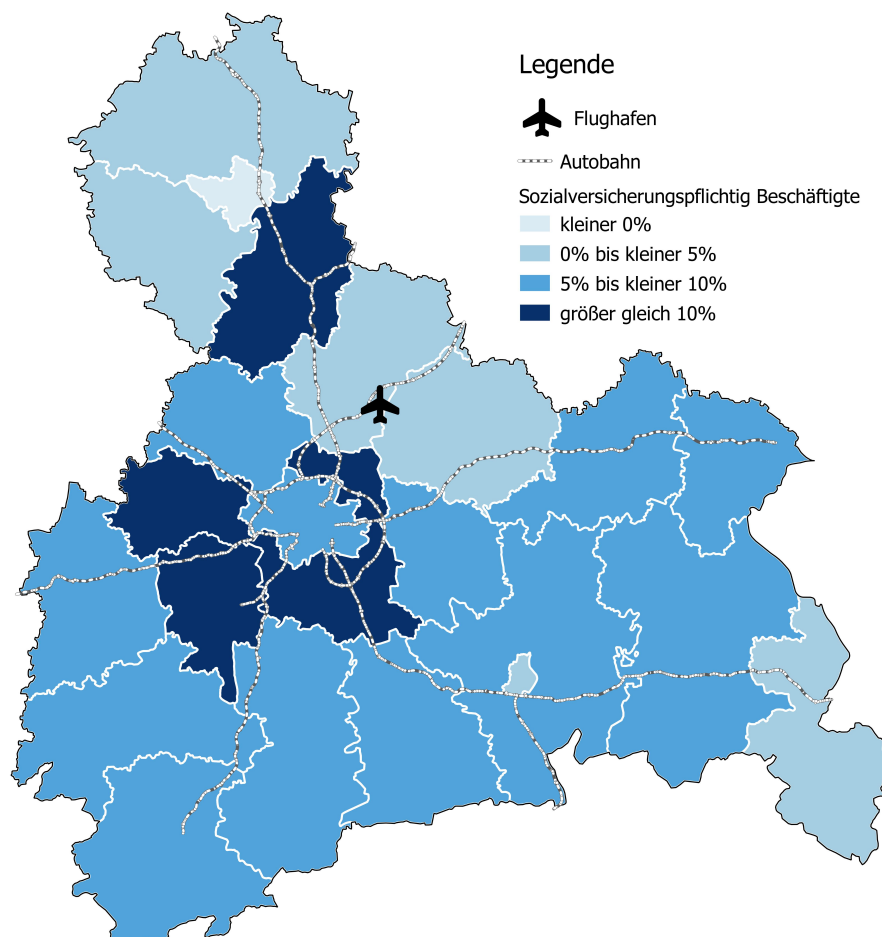 Legende
Flughafen
Autobahn
Sozialversicherungspflichtig Beschäftigte
kleiner 0%
0% bis kleiner 5%
5% bis kleiner 10%
größer gleich 10%